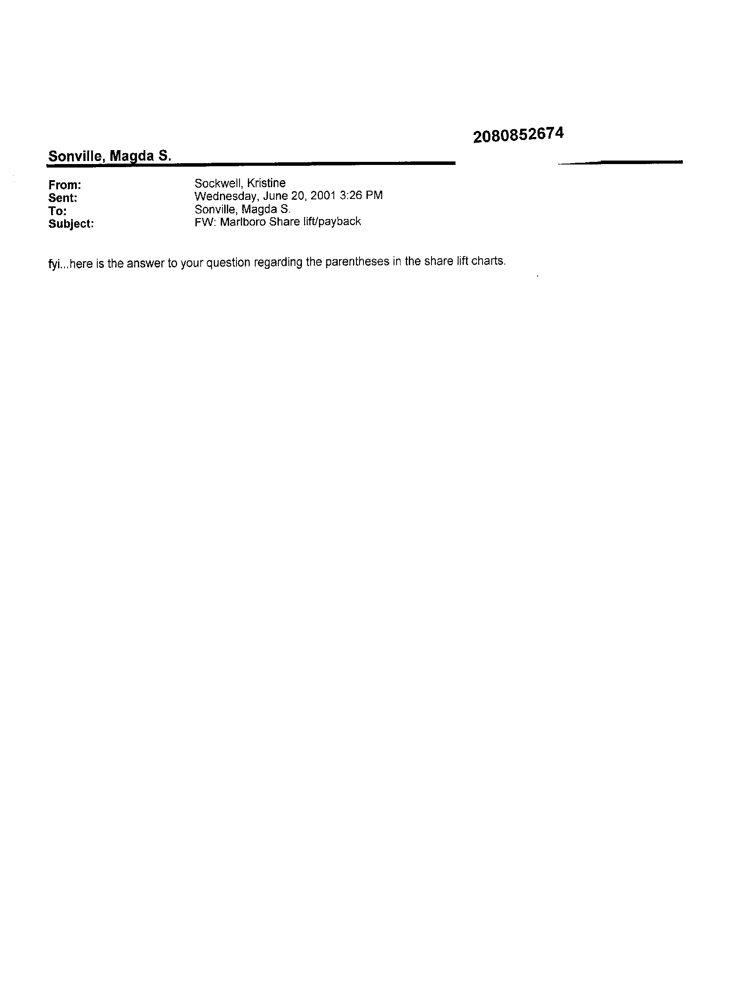 2080852674
Sonville, Magda S.
From: Sockwell, Kristine
Sent: Wednesday, June 20, 2001 3:26 PM
To: Sonville, Magda S.
Subject: FW: Marlboro Share lift/payback
fyi...here is the answer to your question regarding the parentheses in the share lift charts.